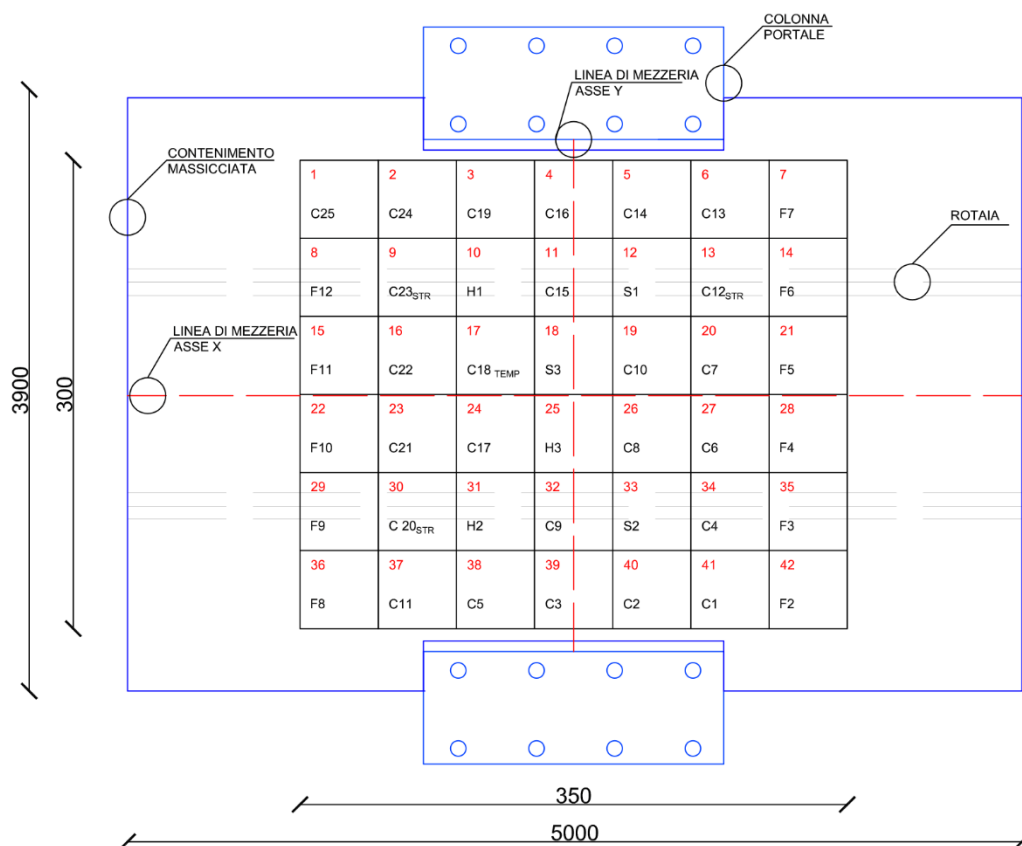 COLONNA
PORTALE
LINEA DI MEZZERIA
ASSE Y
CONTENIMENTO
MASSICCIATA
ROTAIA
LINEA DI MEZZERIA
ASSE X
3900
300
1 2 3 4 5 6 7
C25 C24 C19 C16 C14 C13 F7
8 9 10 11 12 13 14
F12 C23STR H1 C15 S1 C12STR F6
15 16 17 18 19 20 21
F11 C22 C18 TEMP S3 C10 C7 F5
22 23 24 25 26 27 28
F10 C21 C17 H3 C8 C6 F4
29 30 31 32 33 34 35
F9 C 20STR H2 C9 S2 C4 F3
36 37 38 39 40 41 42
F8 C11 C5 C3 C2 C1 F2
350
5000